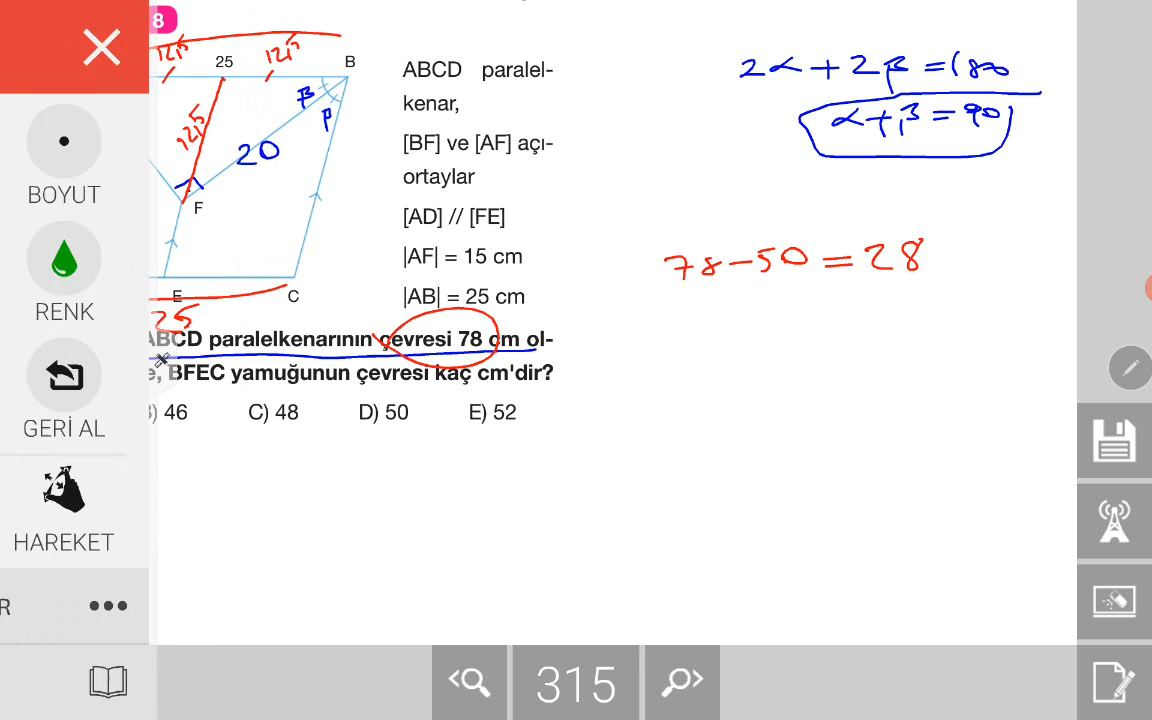 8
12,5
12,5
25
B
β
β
12,5
20
F
E
C
25
BOYUT
RENK
GERİ AL
HAREKET
R
ABCD paralel-
kenar,
[BF] ve [AF] açı-
ortaylar
[AD] // [FE]
|AF| = 15 cm
|AB| = 25 cm
ABCD paralelkenarının çevresi 78 cm ol-
e, BFEC yamuğunun çevresi kaç cm'dir?
B) 46 C) 48 D) 50 E) 52
2α + 2β = 180
α + β = 90
78 - 50 = 28
315